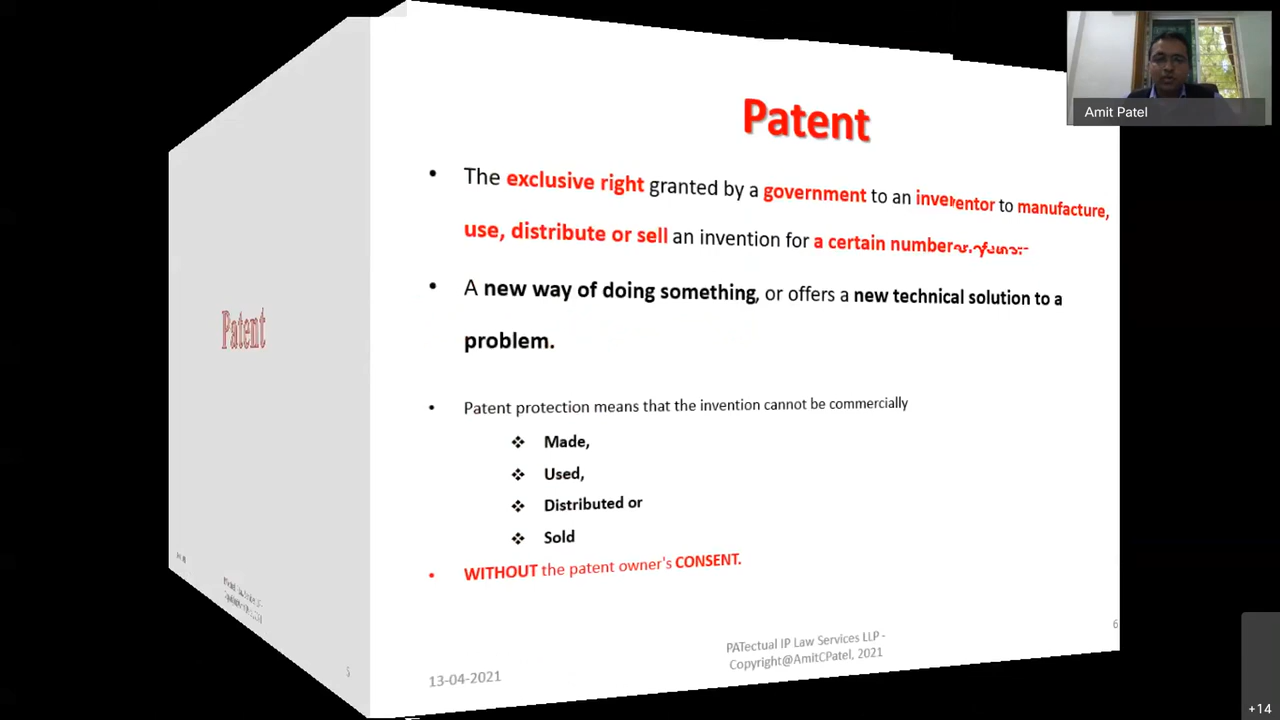 Patent
Amit Patel
• The exclusive right granted by a government to an inventor to manufacture,
use, distribute or sell an invention for a certain number
• A new way of doing something, or offers a new technical solution to a
problem.
Patent
• Patent protection means that the invention cannot be commercially
❖ Made,
❖ Used,
❖ Distributed or
❖ Sold
• WITHOUT the patent owner's CONSENT.
PATectual IP Law Services LLP -
Copyright@AmitCPatel, 2021
13-04-2021
6
5
+14